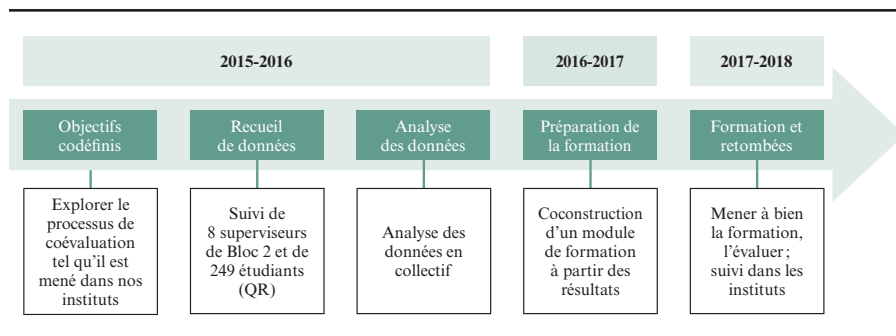 2015-2016
2016-2017
2017-2018
Objectifs
codéfinis
Recueil
de données
Analyse
des données
Préparation de
la formation
Formation et
retombées
Explorer le
processus de
coévaluation
tel qu'il est
mené dans nos
instituts
Suivi de
8 superviseurs
de Bloc 2 et de
249 étudiants
(QR)
Analyse des
données en
collectif
Coconstruction
d'un module
de formation
à partir des
résultats
Mener à bien
la formation,
l'évaluer ;
suivi dans les
instituts